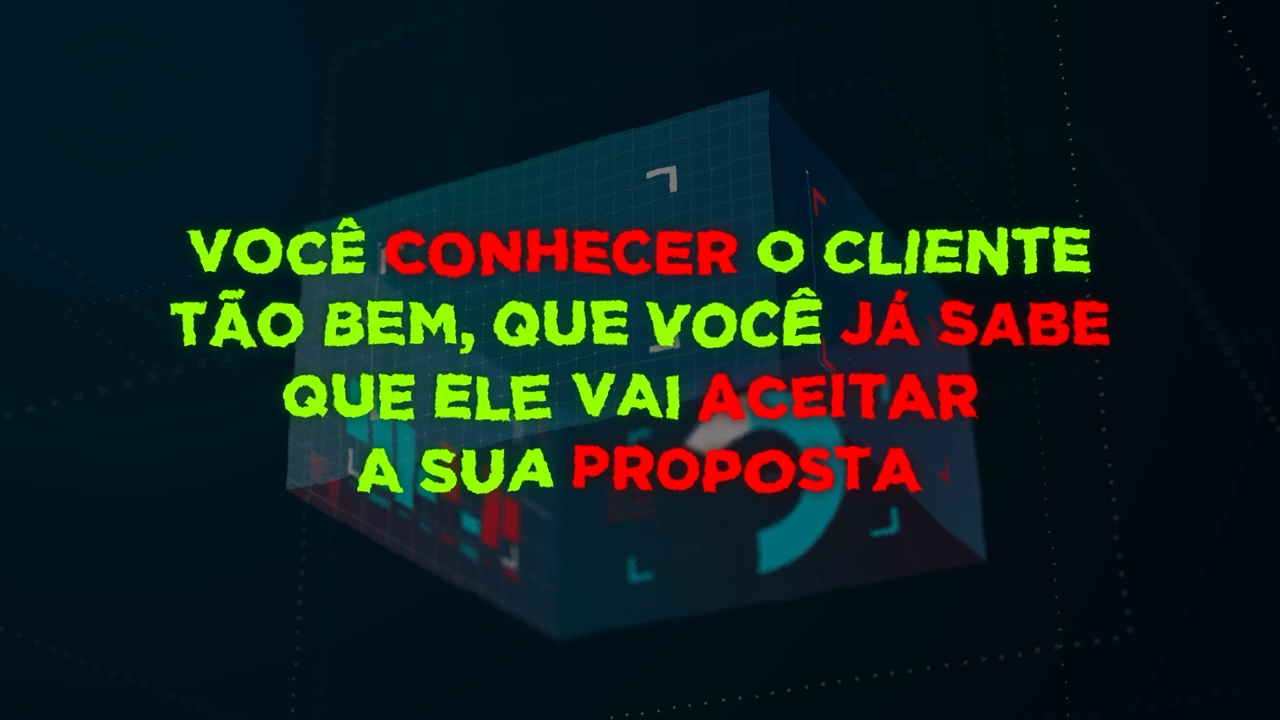 VOCÊ CONHECER O CLIENTE
TÃO BEM, QUE VOCÊ JÁ SABE
QUE ELE VAI ACEITAR
A SUA PROPOSTA